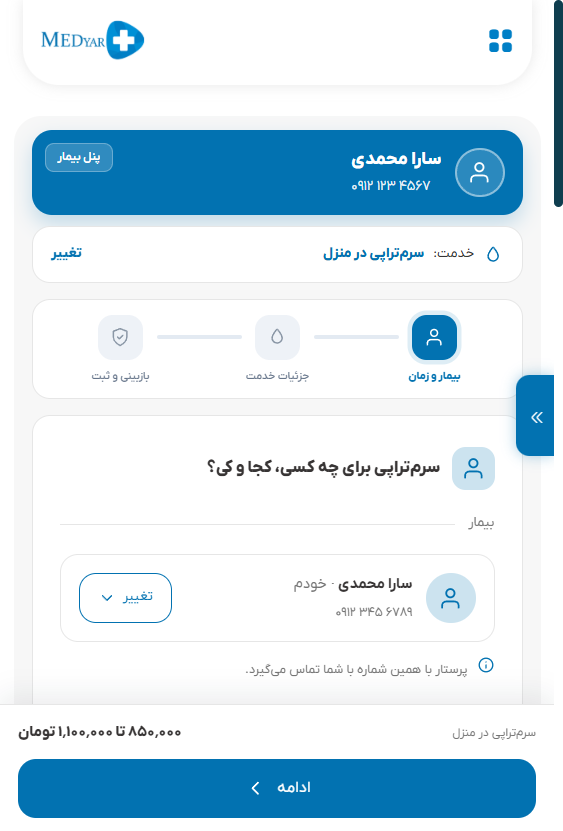 MEDYAR
سارا محمدی
۰۹۱۲ ۱۲۳ ۴۵۶۷
پنل بیمار
خدمت: سرم‌تراپی در منزل
تغییر
بیمار و زمان
جزئیات خدمت
بازبینی و ثبت
سرم‌تراپی برای چه کسی، کجا و کی؟
بیمار
سارا محمدی · خودم
۰۹۱۲ ۳۴۵ ۶۷۸۹
تغییر
پرستار با همین شماره با شما تماس می‌گیرد.
سرم‌تراپی در منزل
۸۵۰,۰۰۰ تا ۱,۱۰۰,۰۰۰ تومان
ادامه